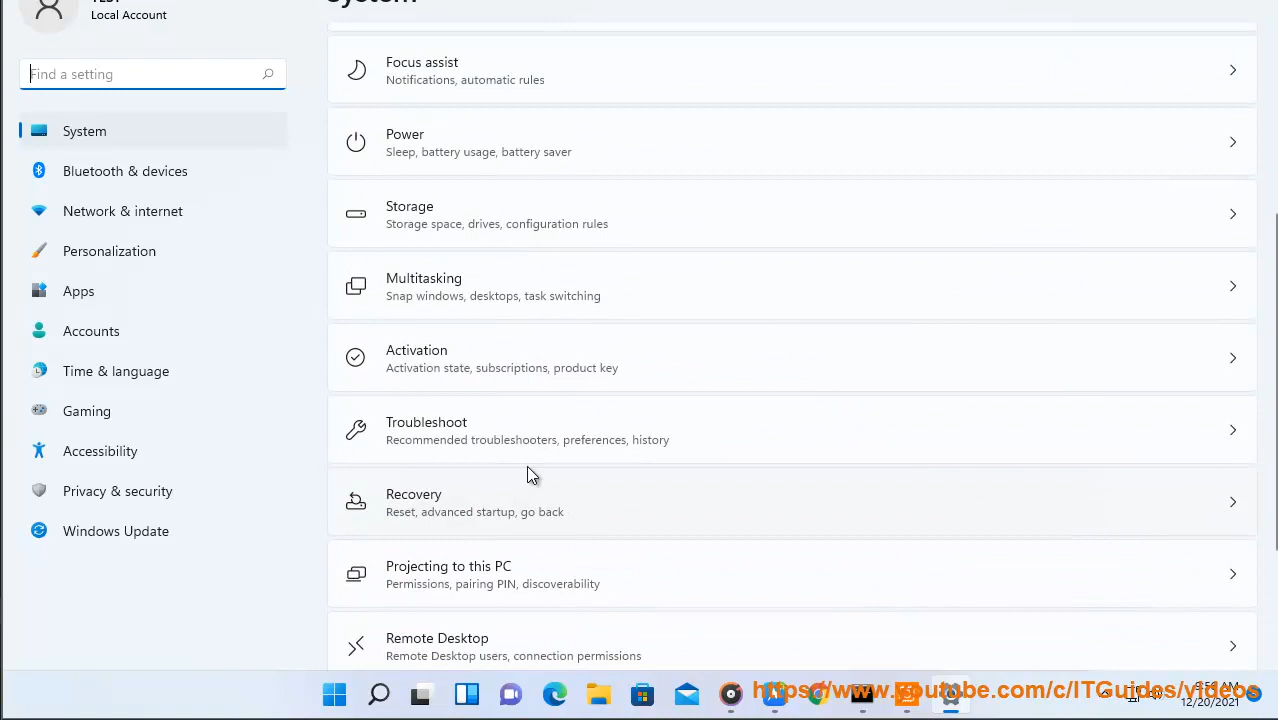 System
Local Account
Find a setting
System
Bluetooth & devices
Network & internet
Personalization
Apps
Accounts
Time & language
Gaming
Accessibility
Privacy & security
Windows Update
Focus assist
Notifications, automatic rules
Power
Sleep, battery usage, battery saver
Storage
Storage space, drives, configuration rules
Multitasking
Snap windows, desktops, task switching
Activation
Activation state, subscriptions, product key
Troubleshoot
Recommended troubleshooters, preferences, history
Recovery
Reset, advanced startup, go back
Projecting to this PC
Permissions, pairing PIN, discoverability
Remote Desktop
Remote Desktop users, connection permissions
https://www.youtube.com/c/ITGuides/videos
12/20/2021